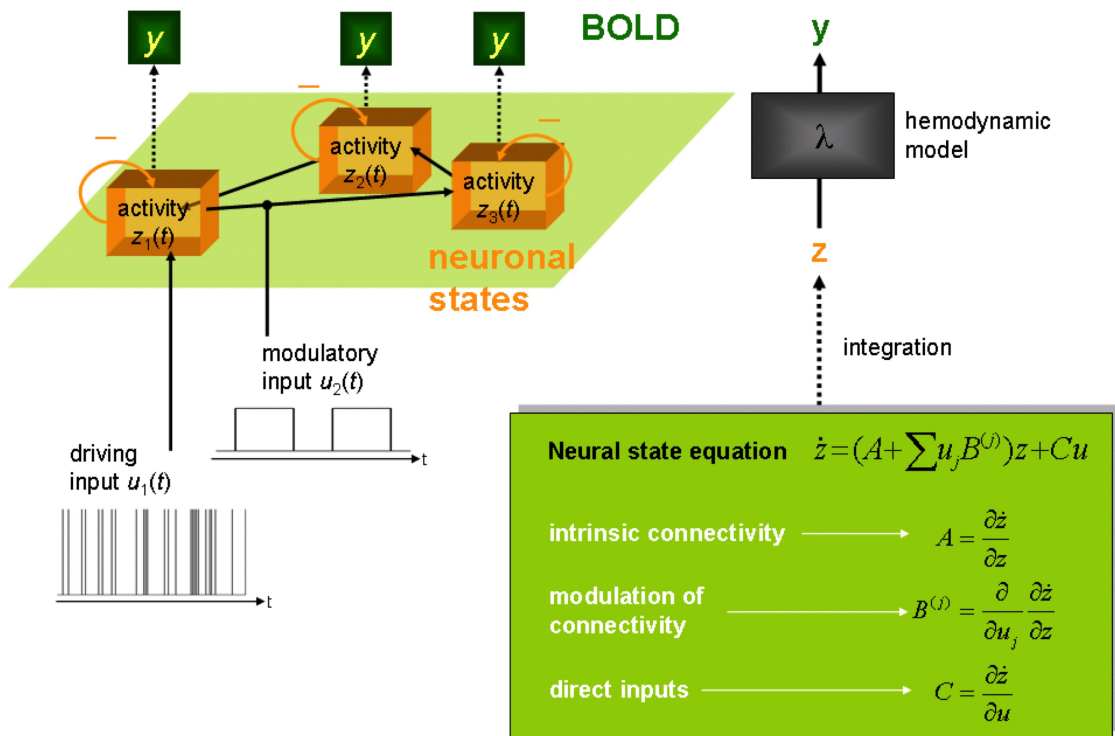 y
y
y
BOLD
y
λ
hemodynamic
model
–
–
–
activity
z₂(t)
activity
z₃(t)
activity
z₁(t)
neuronal
states
z
integration
modulatory
input u₂(t)
t
driving
input u₁(t)
t
Neural state equation ż=(A+∑uⱼB⁽ʲ⁾)z+Cu
intrinsic connectivity A = ∂ż/∂z
modulation of
connectivity B⁽ʲ⁾ = ∂/∂uⱼ ∂ż/∂z
direct inputs C = ∂ż/∂u